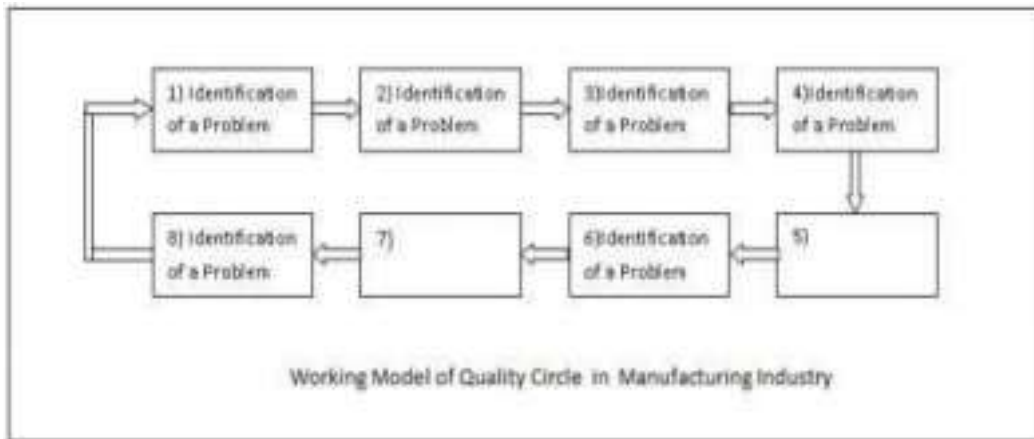 1) Identification
of a Problem
2) Identification
of a Problem
3)Identification
of a Problem
4)Identification
of a Problem
5)
6)Identification
of a Problem
7)
8) Identification
of a Problem
Working Model of Quality Circle in Manufacturing Industry